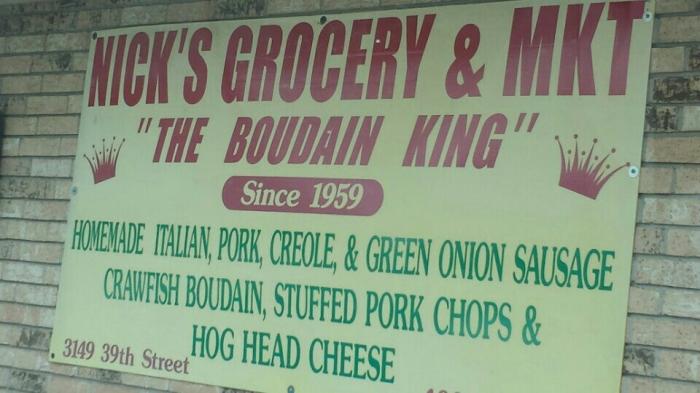 NICK'S GROCERY & MKT
"THE BOUDAIN KING"
Since 1959
HOMEMADE ITALIAN, PORK, CREOLE, & GREEN ONION SAUSAGE
CRAWFISH BOUDAIN, STUFFED PORK CHOPS &
HOG HEAD CHEESE
3149 39th Street